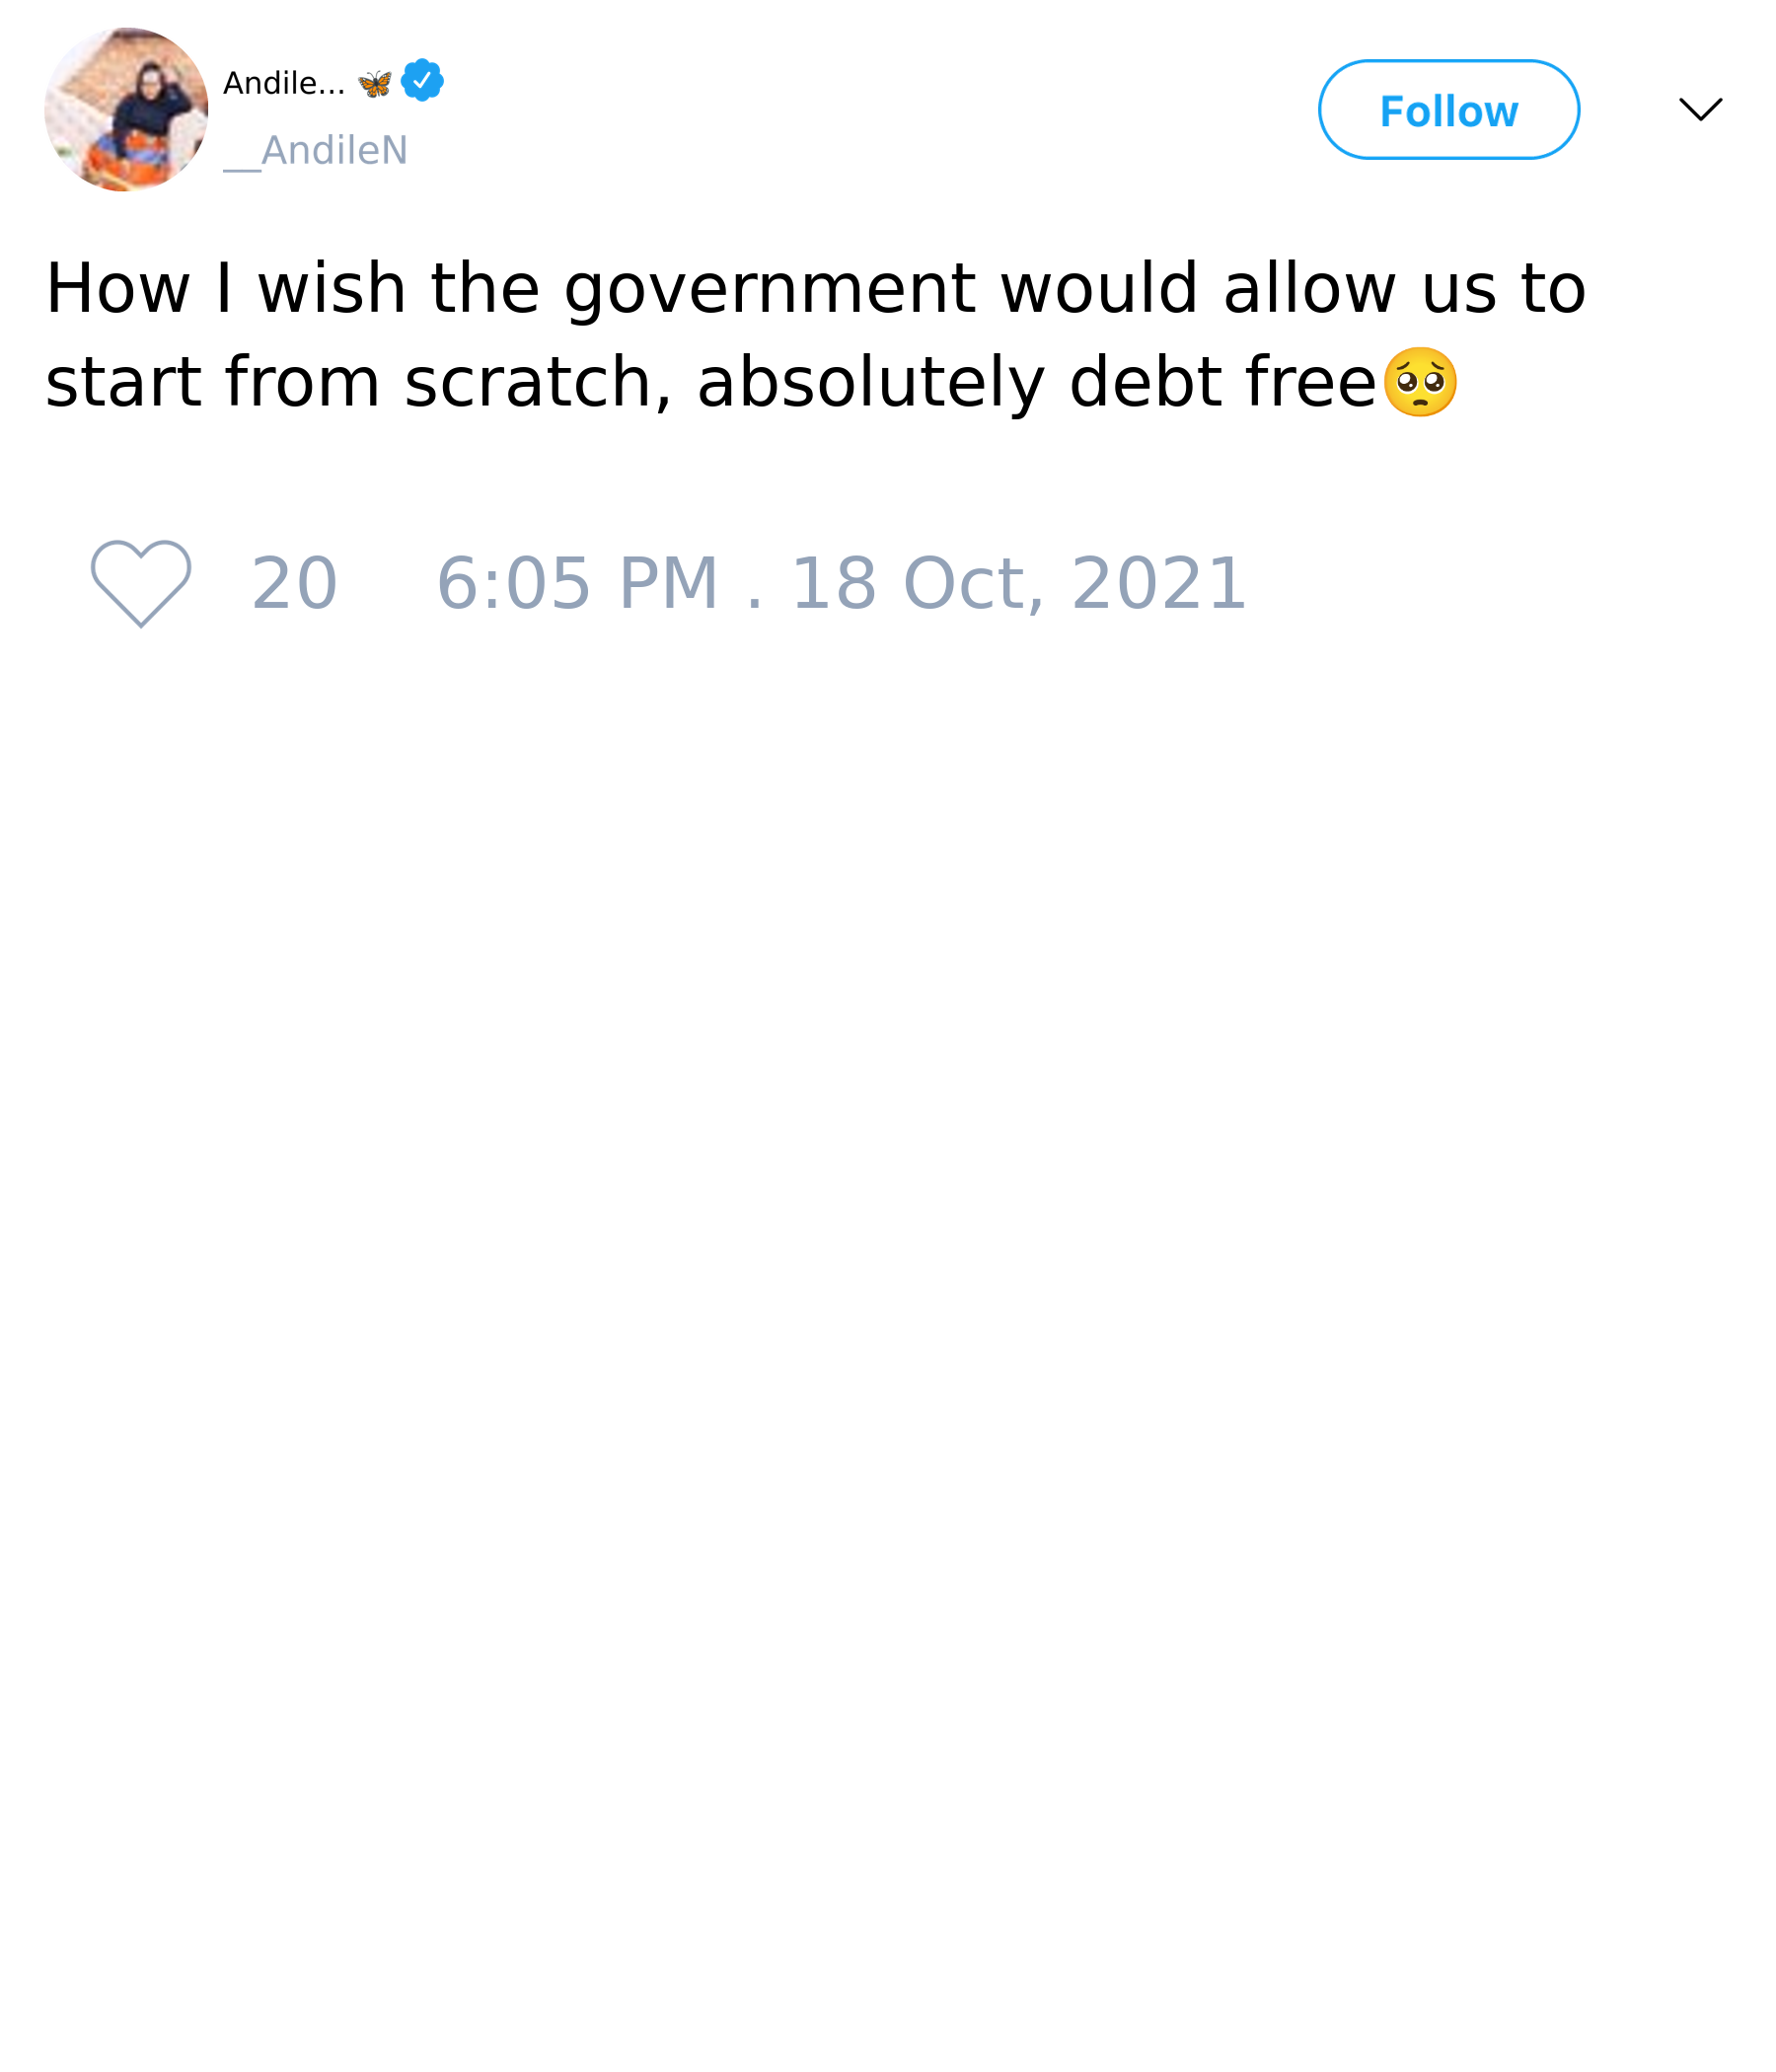 Andile... 🦋
__AndileN
Follow
How I wish the government would allow us to
start from scratch, absolutely debt free🥺
20 6:05 PM . 18 Oct, 2021